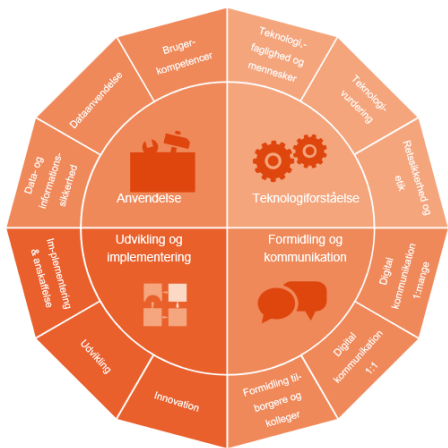 Bruger-
kompetencer
Teknologi,-
faglighed og
mennesker
Teknologi-
vurdering
Retssikkerhed og
etik
Digital
kommunikation
1:mange
Digital
kommunikation
1:1
Formidling til
borgere og
kolleger
Innovation
Udvikling
Im-plementering
& anskaffelse
Data- og
informations-
sikkerhed
Dataanvendelse
Anvendelse
Teknologiforståelse
Udvikling og
implementering
Formidling og
kommunikation